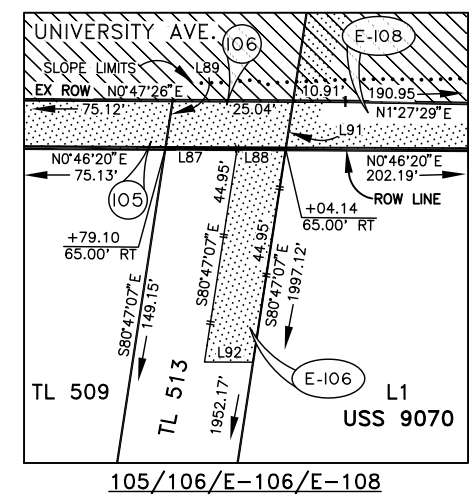 UNIVERSITY AVE.
106
E-108
SLOPE LIMITS
L89
EX ROW N0°47'26"E
10.91'
190.95
75.12'
25.04'
N1°27'29"E
L91
N0°46'20"E
L87
L88
N0°46'20"E
75.13'
202.19'
ROW LINE
105
44.95'
+04.14
65.00' RT
+79.10
65.00' RT
S80°47'07"E
149.15'
S80°47'07"E
44.95'
S80°47'07"E
1997.12'
L92
E-106
TL 509
TL 513
1952.17'
L1
USS 9070
105/106/E-106/E-108